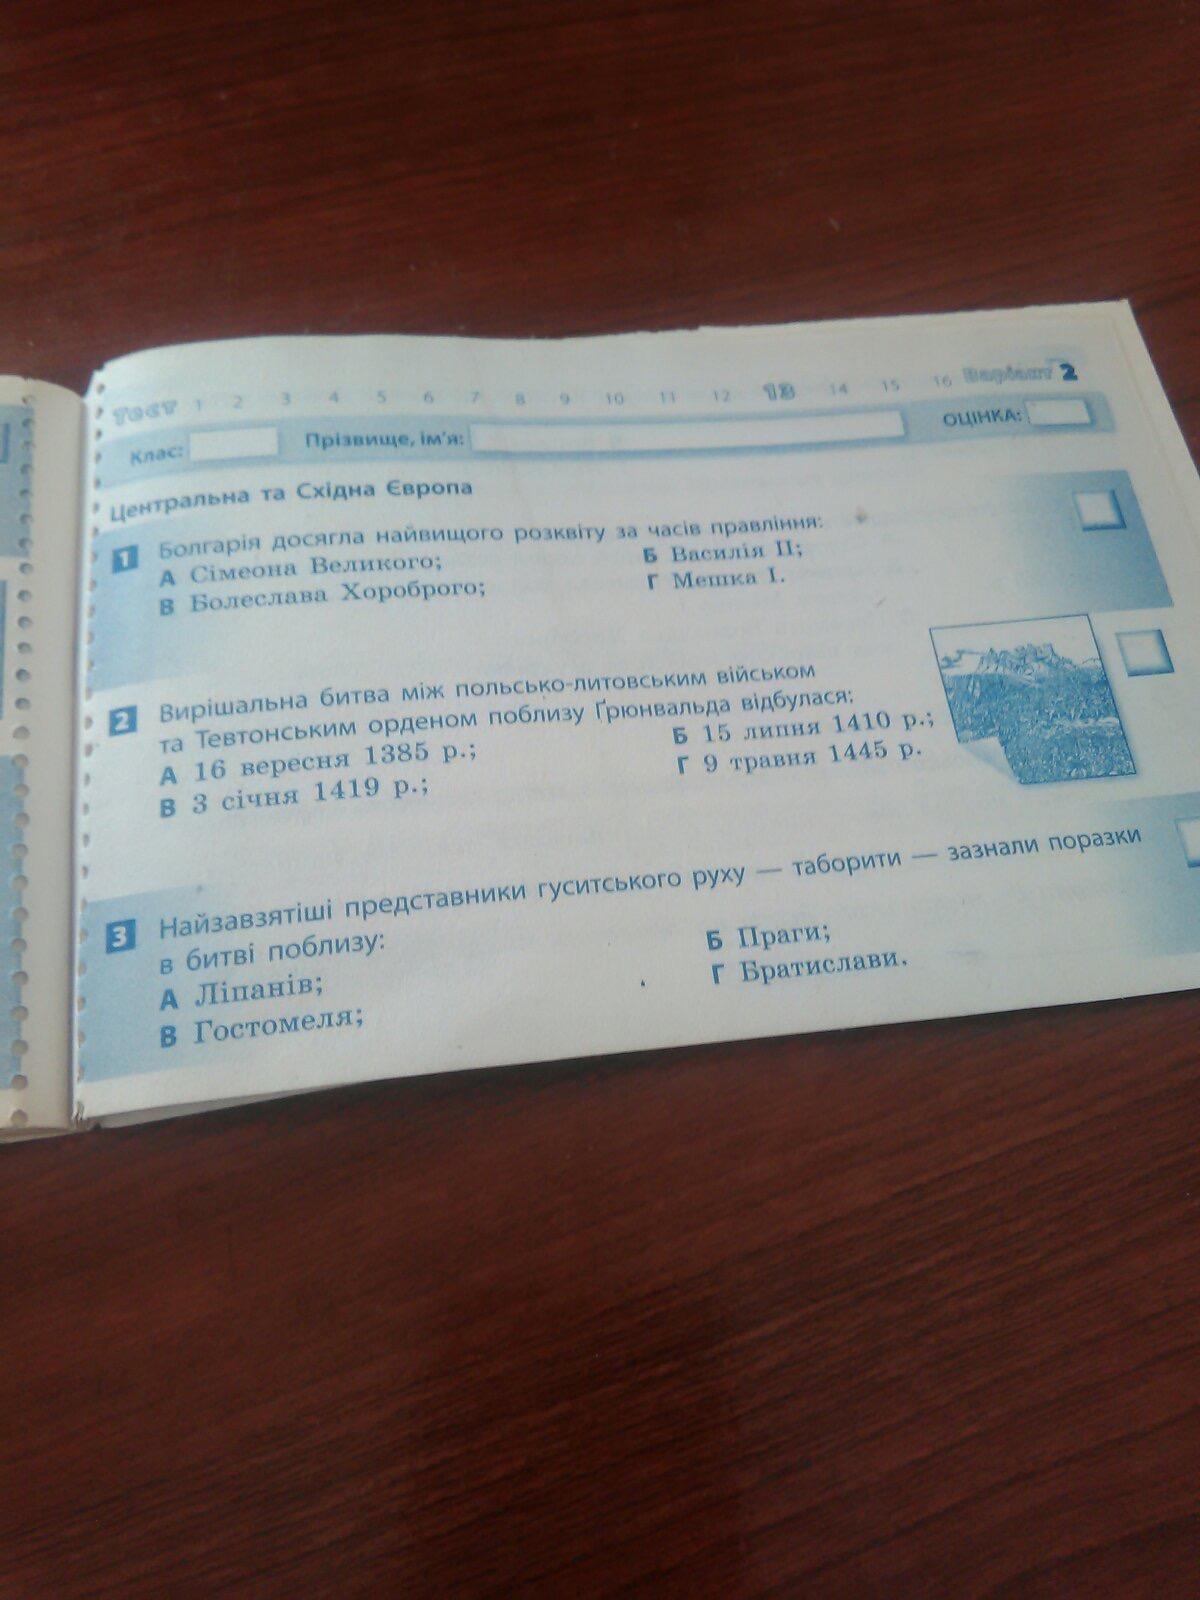 Тест 1 2 3 4 5 6 7 8 9 10 11 12 13 14 15 16 Варіант 2
Клас: Прізвище, ім'я: ОЦІНКА:
Центральна та Східна Європа
1 Болгарія досягла найвищого розквіту за часів правління:
А Сімеона Великого; Б Василія II;
В Болеслава Хороброго; Г Мешка I.
2 Вирішальна битва між польсько-литовським військом
та Тевтонським орденом поблизу Ґрюнвальда відбулася:
А 16 вересня 1385 р.; Б 15 липня 1410 р.;
В 3 січня 1419 р.; Г 9 травня 1445 р.
3 Найзавзятіші представники гуситського руху — таборити — зазнали поразки
в битві поблизу:
А Ліпанів; Б Праги;
В Гостомеля; Г Братислави.